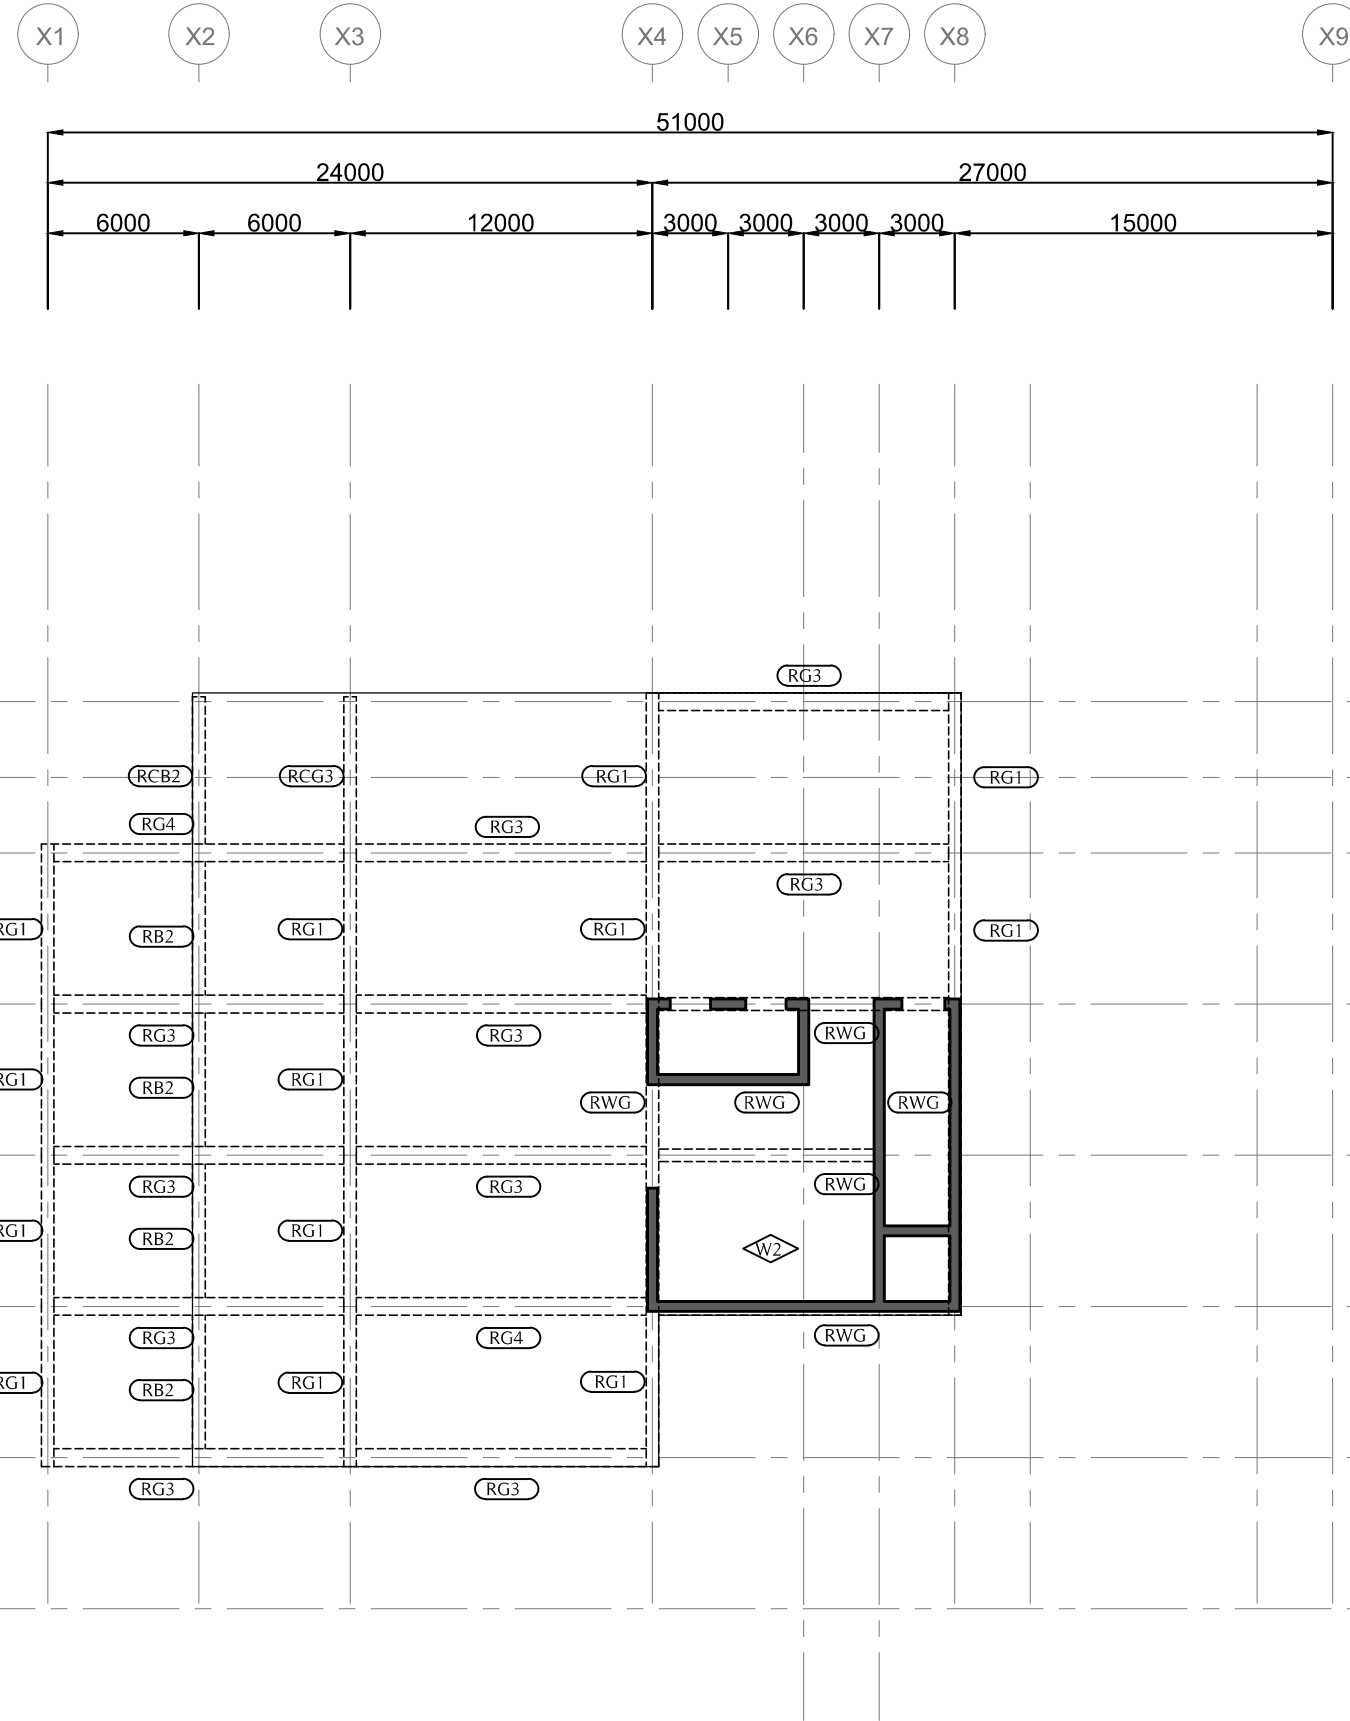 X1 X2 X3 X4 X5 X6 X7 X8 X9
51000
24000 27000
6000 6000 12000 3000 3000 3000 3000 15000
RG3
RCB2 RCG3 RG1 RG1
RG4 RG3
RG3
RG1 RB2 RG1 RG1 RG1
RG3 RG3 RWG
RG1 RB2 RG1
RWG RWG RWG
RG3 RG3 RWG
RG1 RB2 RG1
W2
RG3 RG4 RWG
RG1 RB2 RG1 RG1
RG3 RG3